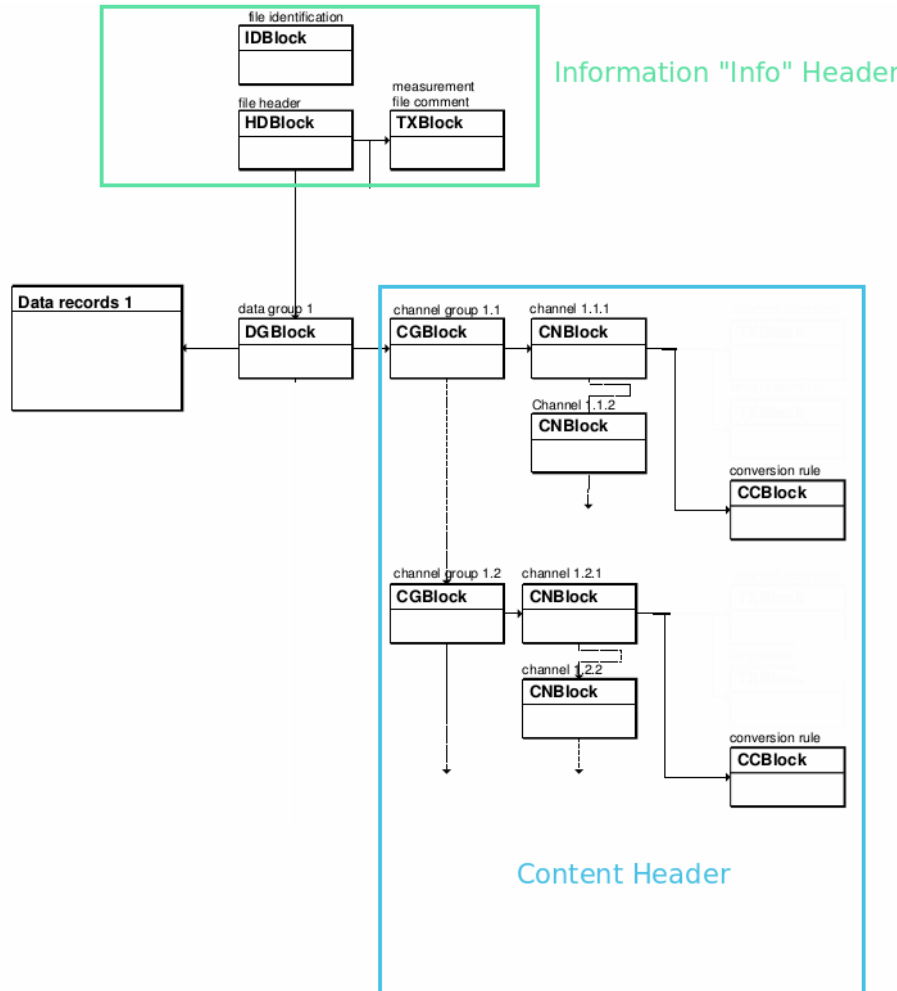 file identification
IDBlock
Information "Info" Header
file header
HDBlock
measurement
file comment
TXBlock
Data records 1
data group 1
DGBlock
channel group 1.1
CGBlock
channel 1.1.1
CNBlock
Channel 1.1.2
CNBlock
conversion rule
CCBlock
channel group 1.2
CGBlock
channel 1.2.1
CNBlock
channel 1.2.2
CNBlock
conversion rule
CCBlock
Content Header